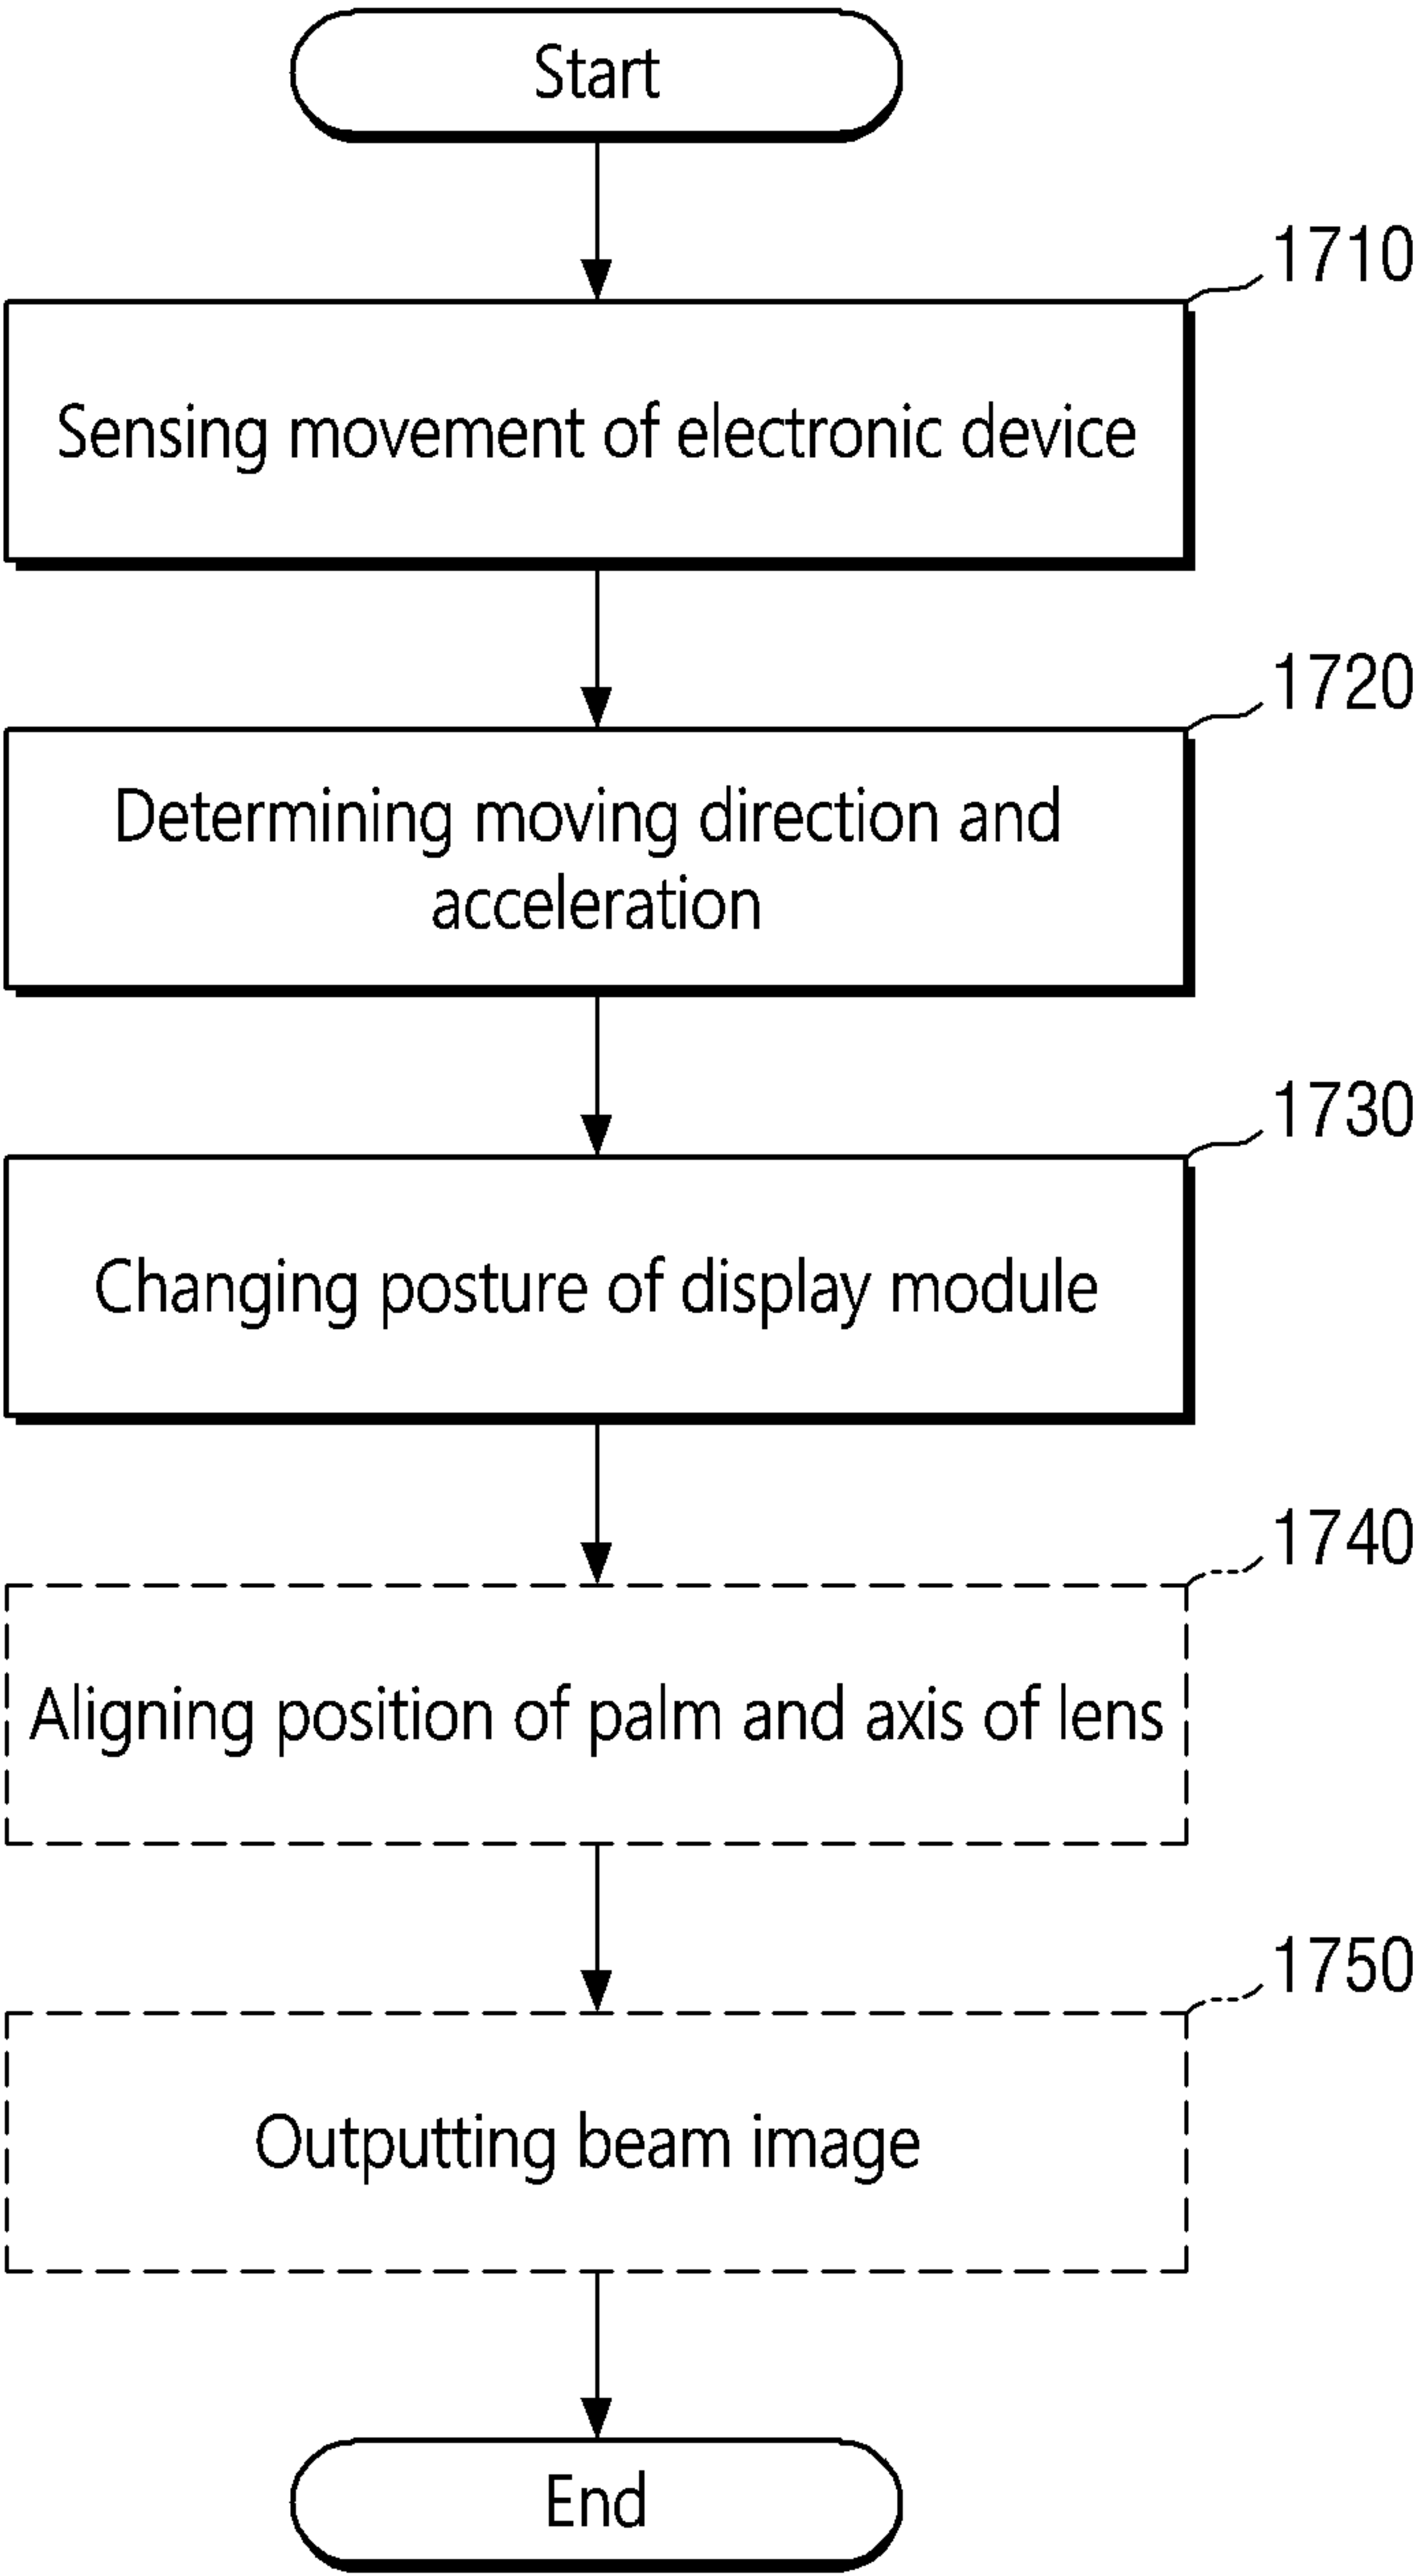 Start
1710
Sensing movement of electronic device
1720
Determining moving direction and
acceleration
1730
Changing posture of display module
1740
Aligning position of palm and axis of lens
1750
Outputting beam image
End